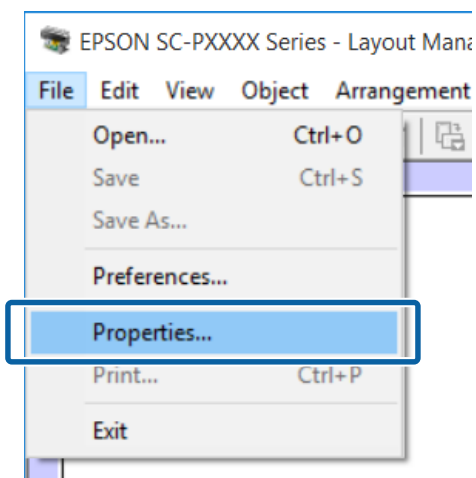 EPSON SC-PXXXX Series - Layout Mana
File Edit View Object Arrangement
Open... Ctrl+O
Save Ctrl+S
Save As...
Preferences...
Properties...
Print... Ctrl+P
Exit